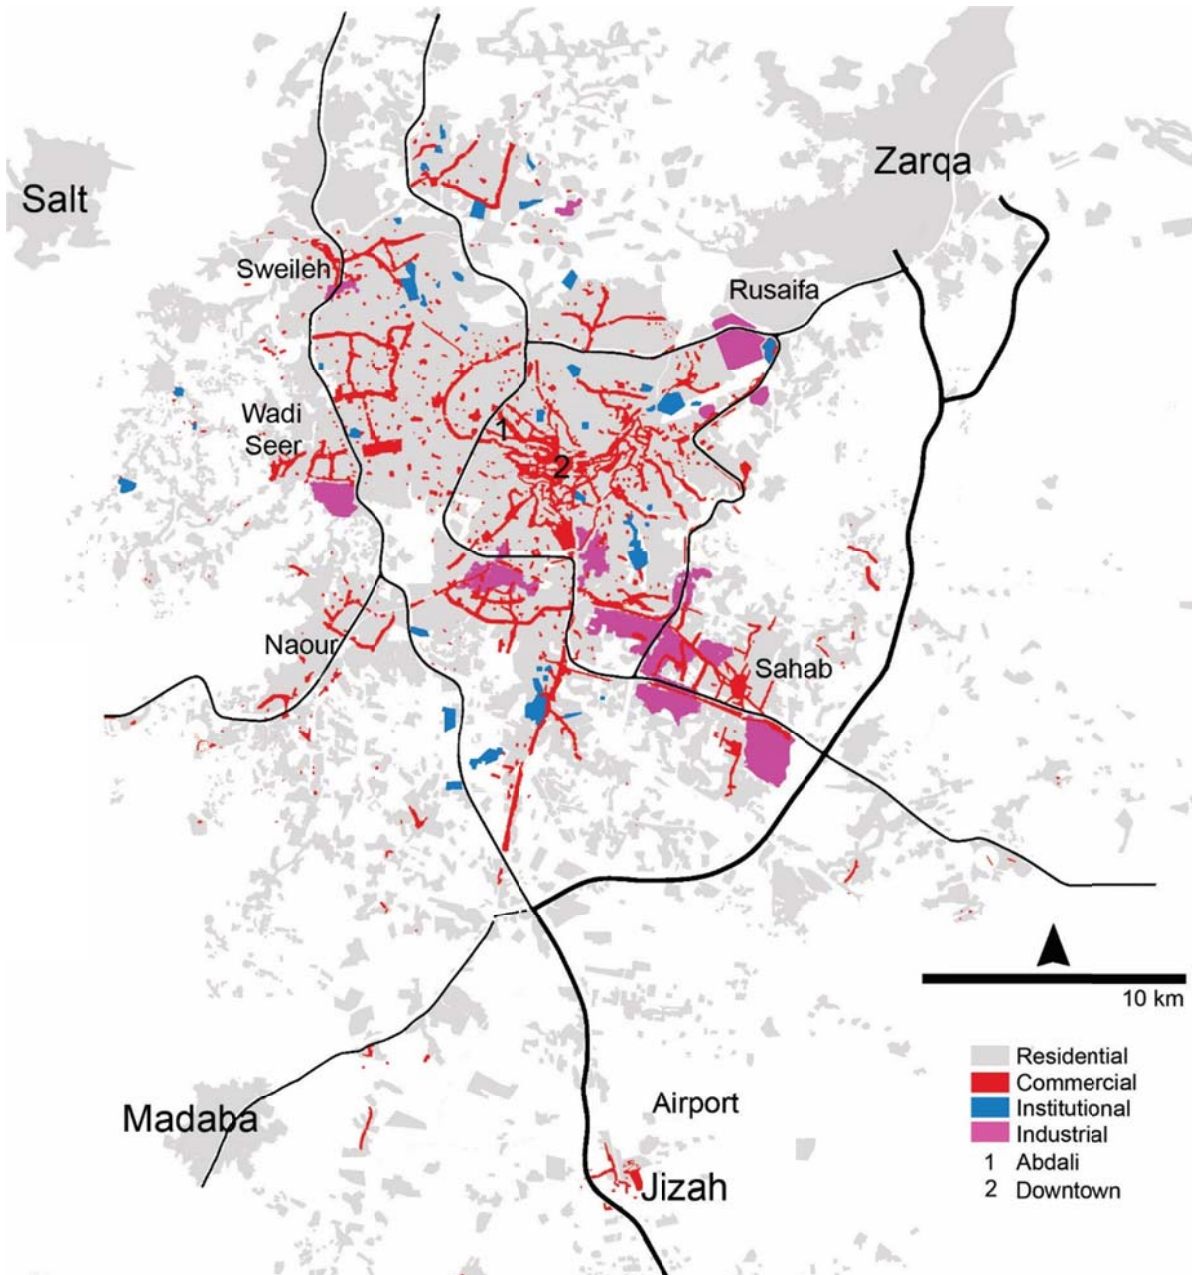 Zarqa
Salt
Sweileh
Rusaifa
Wadi
Seer
1
2
Naour
Sahab
10 km
Residential
Commercial
Institutional
Industrial
1 Abdali
2 Downtown
Airport
Madaba
Jizah